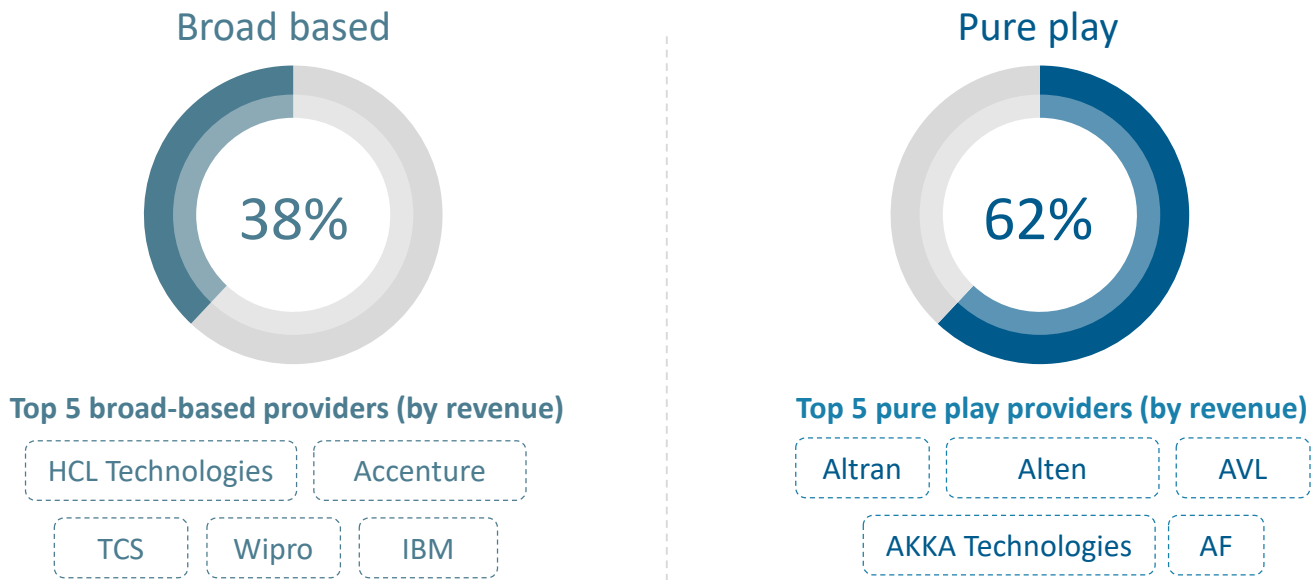 Broad based
38%
Top 5 broad-based providers (by revenue)
HCL Technologies
Accenture
TCS
Wipro
IBM
Pure play
62%
Top 5 pure play providers (by revenue)
Altran
Alten
AVL
AKKA Technologies
AF